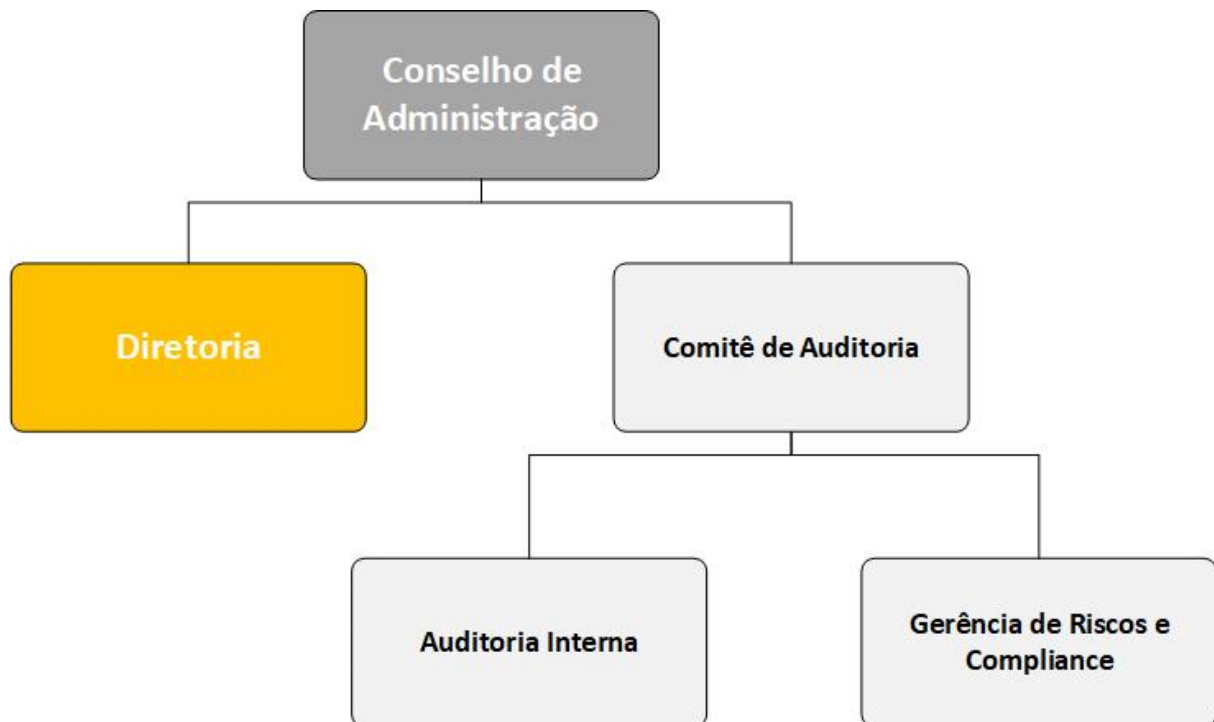 Conselho de
Administração
Diretoria
Comitê de Auditoria
Auditoria Interna
Gerência de Riscos e
Compliance